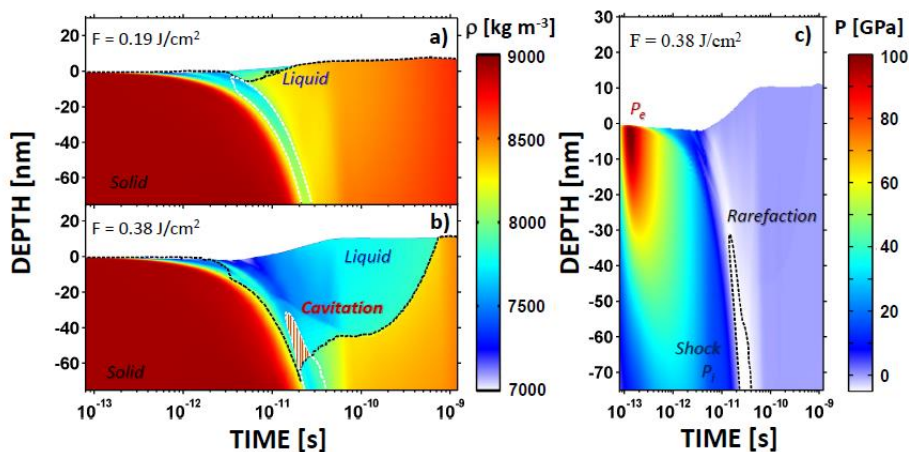 a)
F = 0.19 J/cm²
Liquid
Solid
20
0
-20
-40
-60
b)
F = 0.38 J/cm²
Liquid
Cavitation
Solid
20
0
-20
-40
-60
DEPTH [nm]
10⁻¹³ 10⁻¹² 10⁻¹¹ 10⁻¹⁰ 10⁻⁹
TIME [s]
ρ [kg m⁻³]
9000
8500
8000
7500
7000
c)
F = 0.38 J/cm²
Pₑ
Rarefaction
Shock
30
20
10
0
-10
-20
-30
-40
-50
-60
-70
DEPTH [nm]
10⁻¹³ 10⁻¹² 10⁻¹¹ 10⁻¹⁰ 10⁻⁹
TIME [s]
P [GPa]
100
80
60
40
20
0